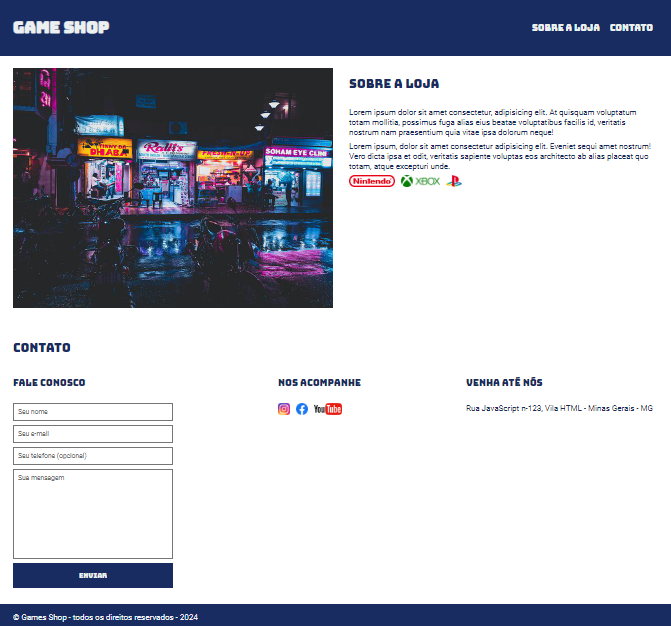 GAME SHOP
SOBRE A LOJA CONTATO
SOBRE A LOJA
Lorem ipsum dolor sit amet consectetur, adipisicing elit. At quisquam voluptatum
totam mollitia, possimus fuga alias eius beatae voluptatibus facilis id, veritatis
nostrum nam praesentium quia vitae ipsa dolorum neque!
Lorem ipsum dolor sit amet consectetur, adipisicing elit. Eveniet sequi amet nostrum!
Vero dicta ipsa et odit, veritatis sapiente voluptas eos architecto ab alias placeat quo
totam, atque excepturi unde.
Nintendo XBOX
SOHAM EYE CLINIC
CONTATO
FALE CONOSCO
Seu nome
Seu e-mail
Seu telefone (opcional)
Sua mensagem
ENVIAR
NOS ACOMPANHE
YouTube
VENHA ATÉ NÓS
Rua JavaScript n-123, Vila HTML - Minas Gerais - MG
© Games Shop - todos os direitos reservados - 2024